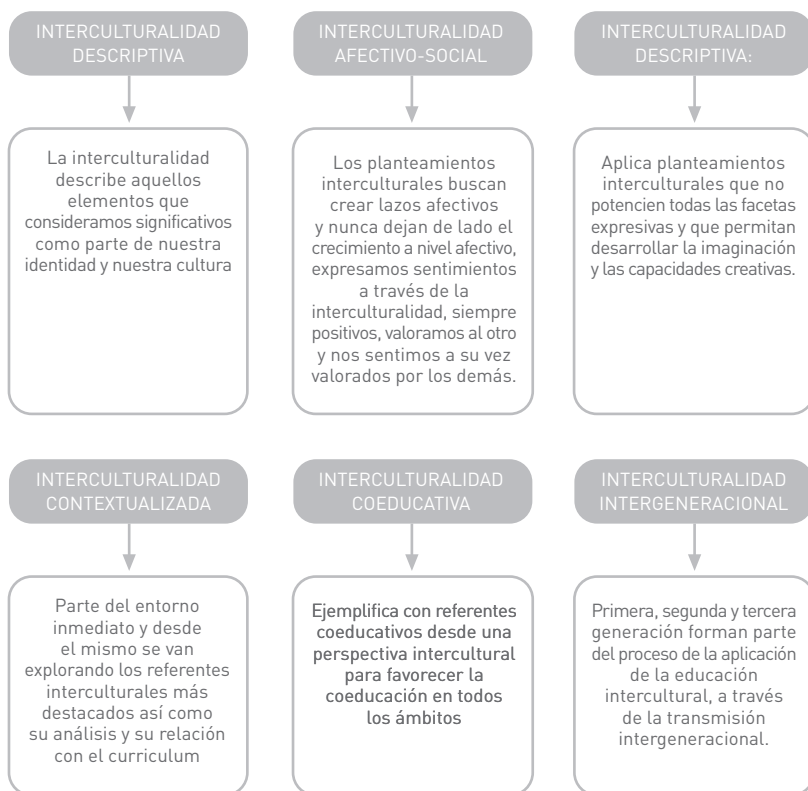 INTERCULTURALIDAD
DESCRIPTIVA
La interculturalidad
describe aquellos
elementos que
consideramos significativos
como parte de nuestra
identidad y nuestra cultura
INTERCULTURALIDAD
AFECTIVO-SOCIAL
Los planteamientos
interculturales buscan
crear lazos afectivos
y nunca dejan de lado el
crecimiento a nivel afectivo,
expresamos sentimientos
a través de la
interculturalidad, siempre
positivos, valoramos al otro
y nos sentimos a su vez
valorados por los demás.
INTERCULTURALIDAD
DESCRIPTIVA:
Aplica planteamientos
interculturales que no
potencien todas las facetas
expresivas y que permitan
desarrollar la imaginación
y las capacidades creativas.
INTERCULTURALIDAD
CONTEXTUALIZADA
Parte del entorno
inmediato y desde
el mismo se van
explorando los referentes
interculturales más
destacados así como
su análisis y su relación
con el curriculum
INTERCULTURALIDAD
COEDUCATIVA
Ejemplifica con referentes
coeducativos desde una
perspectiva intercultural
para favorecer la
coeducación en todos
los ámbitos
INTERCULTURALIDAD
INTERGENERACIONAL
Primera, segunda y tercera
generación forman parte
del proceso de la aplicación
de la educación
intercultural, a través
de la transmisión
intergeneracional.